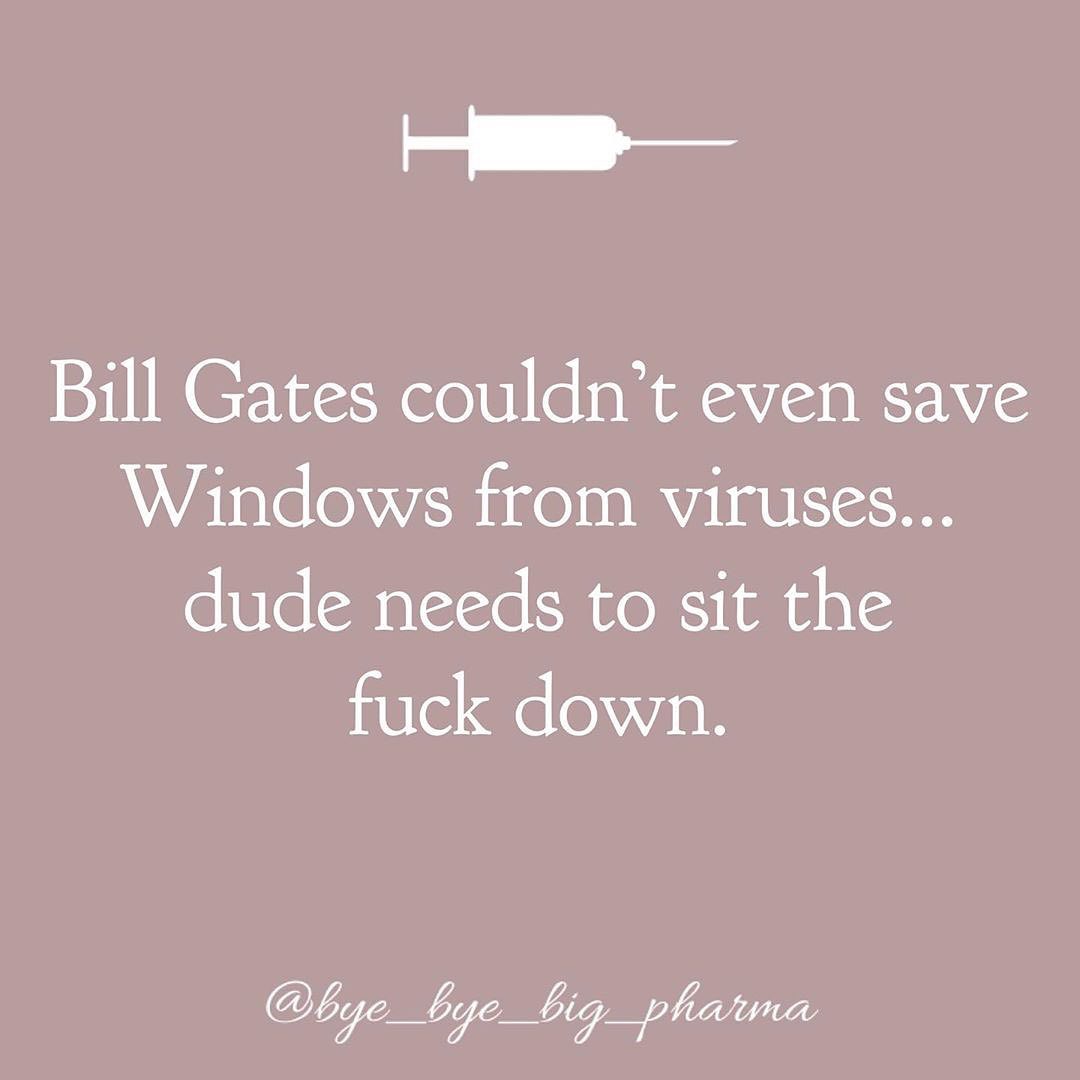 Bill Gates couldn’t even save
Windows from viruses...
dude needs to sit the
fuck down.
@bye_bye_big_pharma